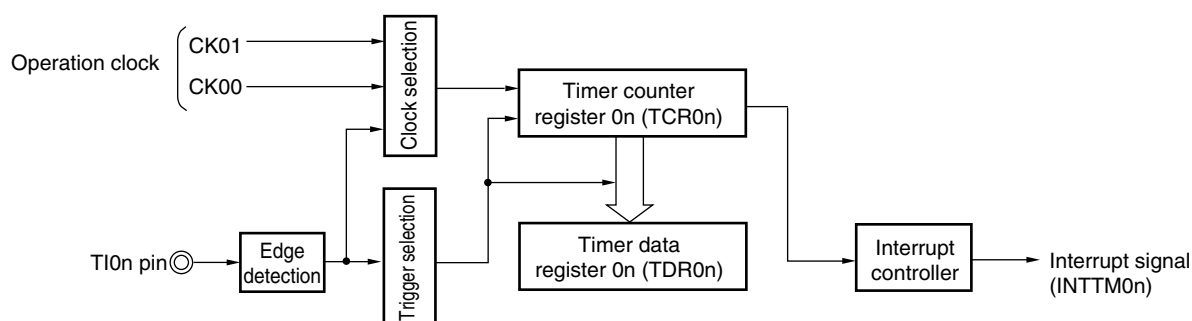 Operation clock
CK01
CK00
Clock selection
Timer counter
register 0n (TCR0n)
TI0n pin
Edge
detection
Trigger selection
Timer data
register 0n (TDR0n)
Interrupt
controller
Interrupt signal
(INTTM0n)